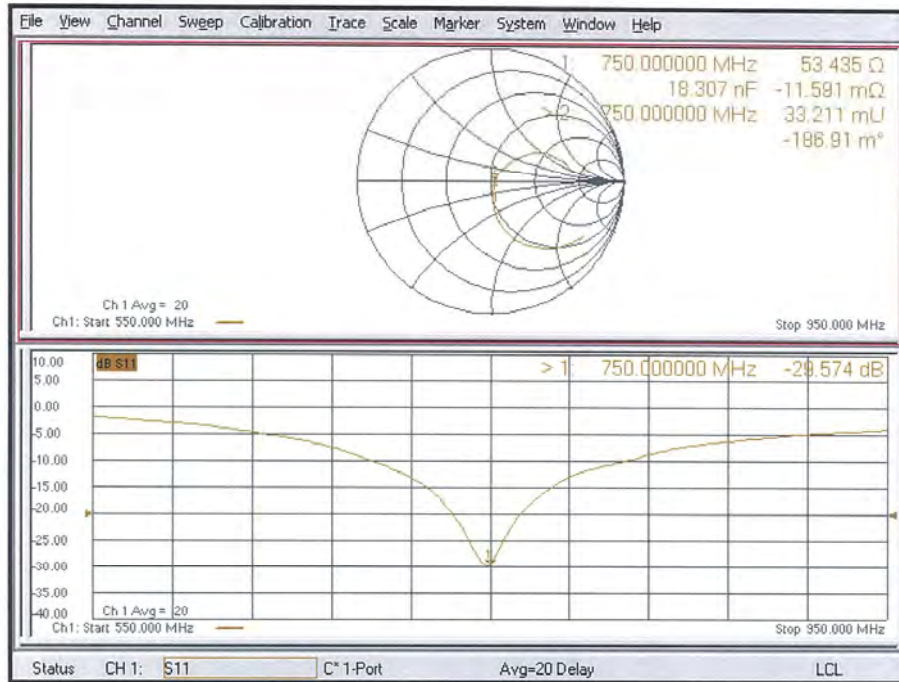 File View Channel Sweep Calibration Trace Scale Marker System Window Help
1: 750.000000 MHz 53.435 Ω
18.307 nF -11.591 mΩ
> 2: 750.000000 MHz 33.211 mU
-186.91 m°
Ch 1 Avg = 20
Ch1: Start 550.000 MHz
Stop 950.000 MHz
10.00
dB S11
> 1: 750.000000 MHz -29.574 dB
5.00
0.00
-5.00
-10.00
-15.00
-20.00
-25.00
1
-30.00
-35.00
-40.00
Ch 1 Avg = 20
Ch1: Start 550.000 MHz
Stop 950.000 MHz
Status CH 1: S11 C* 1-Port Avg=20 Delay LCL